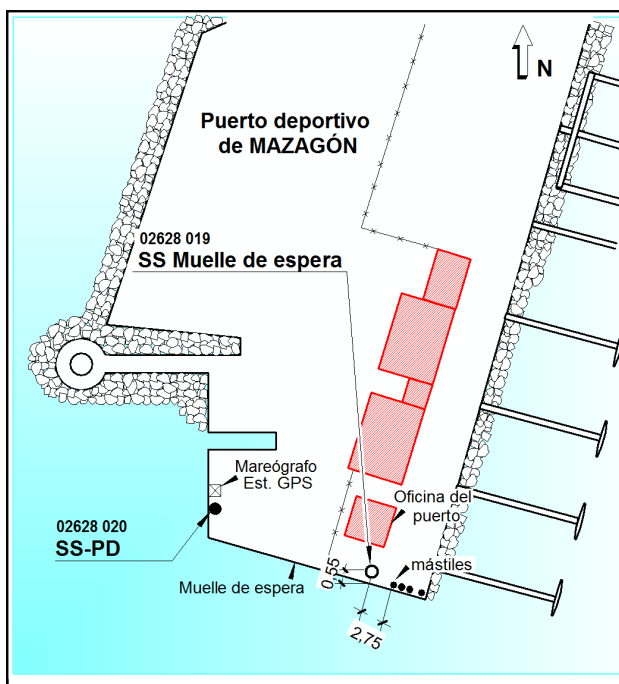 N
Puerto deportivo
de MAZAGÓN
02628 019
SS Muelle de espera
Mareógrafo
Est. GPS
Oficina del
puerto
02628 020
SS-PD
mástiles
Muelle de espera
0,55
2,75